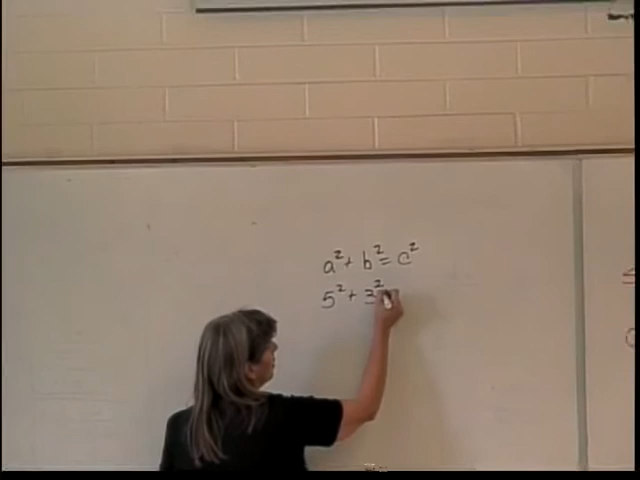 a² + b² = c²
5² + 3²